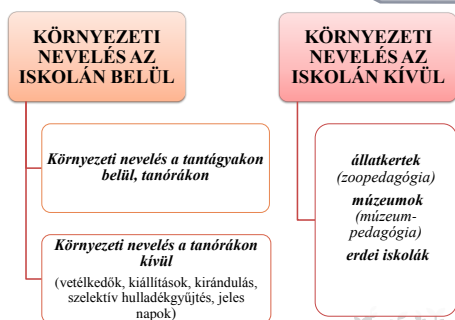 KÖRNYEZETI
NEVELÉS AZ
ISKOLÁN BELÜL
Környezeti nevelés a tantágyakon
belül, tanórákon
Környezeti nevelés a tanórákon
kívül
(vetélkedők, kiállítások, kirándulás,
szelektív hulladékgyűjtés, jeles
napok)
KÖRNYEZETI
NEVELÉS AZ
ISKOLÁN KÍVÜL
állatkertek
(zoopedagógia)
múzeumok
(múzeum-
pedagógia)
erdei iskolák